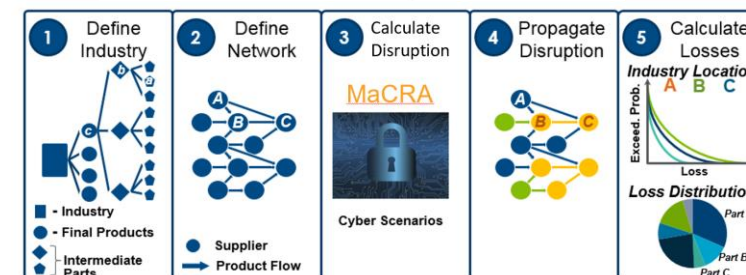 1
Define
Industry
b
a
c
- Industry
- Final Products
- Intermediate
Parts
2
Define
Network
A
B
C
Supplier
Product Flow
3
Calculate
Disruption
MaCRA
Cyber Scenarios
4
Propagate
Disruption
A
B
C
5
Calculate
Losses
Industry Locatio
A B C
Exceed. Prob.
Loss
Loss Distributio
Part
Part B
Part C